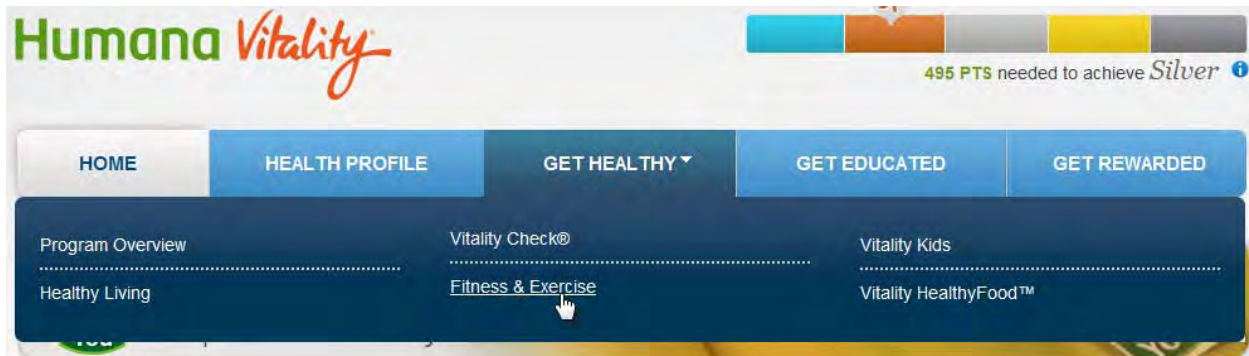 Humana Vitality
495 PTS needed to achieve Silver
HOME HEALTH PROFILE GET HEALTHY GET EDUCATED GET REWARDED
Program Overview Vitality Check® Vitality Kids
Healthy Living Fitness & Exercise Vitality HealthyFood™
You